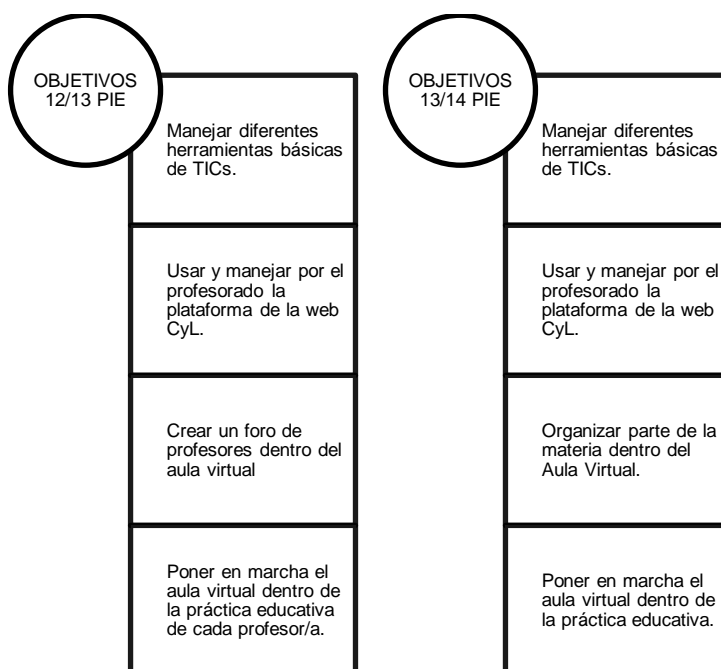 OBJETIVOS
12/13 PIE
Manejar diferentes
herramientas básicas
de TICs.
Usar y manejar por el
profesorado la
plataforma de la web
CyL.
Crear un foro de
profesores dentro del
aula virtual
Poner en marcha el
aula virtual dentro de
la práctica educativa
de cada profesor/a.
OBJETIVOS
13/14 PIE
Manejar diferentes
herramientas básicas
de TICs.
Usar y manejar por el
profesorado la
plataforma de la web
CyL.
Organizar parte de la
materia dentro del
Aula Virtual.
Poner en marcha el
aula virtual dentro de
la práctica educativa.